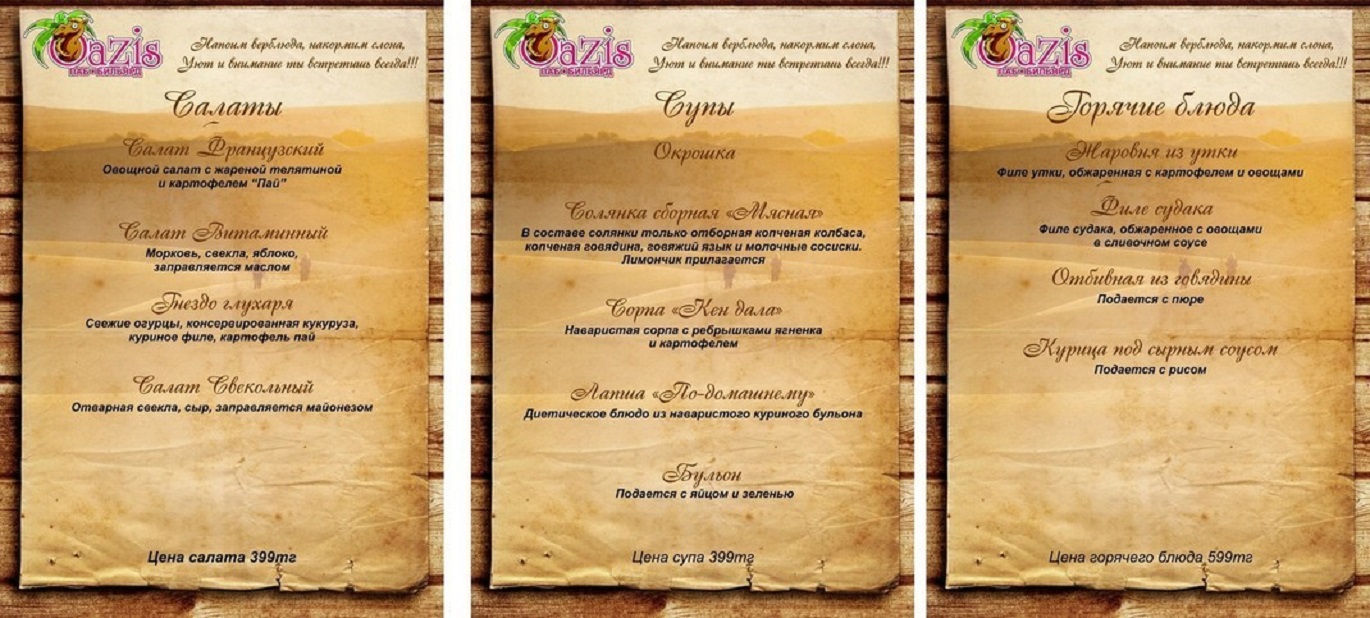 Oazis
ПАБ • БИЛЬЯРД
Напоим верблюда, накормим слона,
Уют и внимание ты встретишь всегда!!!
Салаты
Салат Французский
Овощной салат с жареной телятиной
и картофелем “Пай”
Салат Витаминный
Морковь, свекла, яблоко,
заправляется маслом
Гнездо глухаря
Свежие огурцы, консервированная кукуруза,
куриное филе, картофель пай
Салат Свекольный
Отварная свекла, сыр, заправляется майонезом
Цена салата 399тг
Oazis
ПАБ • БИЛЬЯРД
Напоим верблюда, накормим слона,
Уют и внимание ты встретишь всегда!!!
Супы
Окрошка
Солянка сборная «Мясная»
В составе солянки только отборная копченая колбаса,
копченая говядина, говяжий язык и молочные сосиски.
Лимончик прилагается
Сорпа «Кен дала»
Наваристая сорпа с ребрышками ягненка
и картофелем
Лапша «По-домашнему»
Диетическое блюдо из наваристого куриного бульона
Бульон
Подается с яйцом и зеленью
Цена супа 399тг
Oazis
ПАБ • БИЛЬЯРД
Напоим верблюда, накормим слона,
Уют и внимание ты встретишь всегда!!!
Горячие блюда
Жаровня из утки
Филе утки, обжаренная с картофелем и овощами
Филе судака
Филе судака, обжаренное с овощами
в сливочном соусе
Отбивная из говядины
Подается с пюре
Курица под сырным соусом
Подается с рисом
Цена горячего блюда 599тг